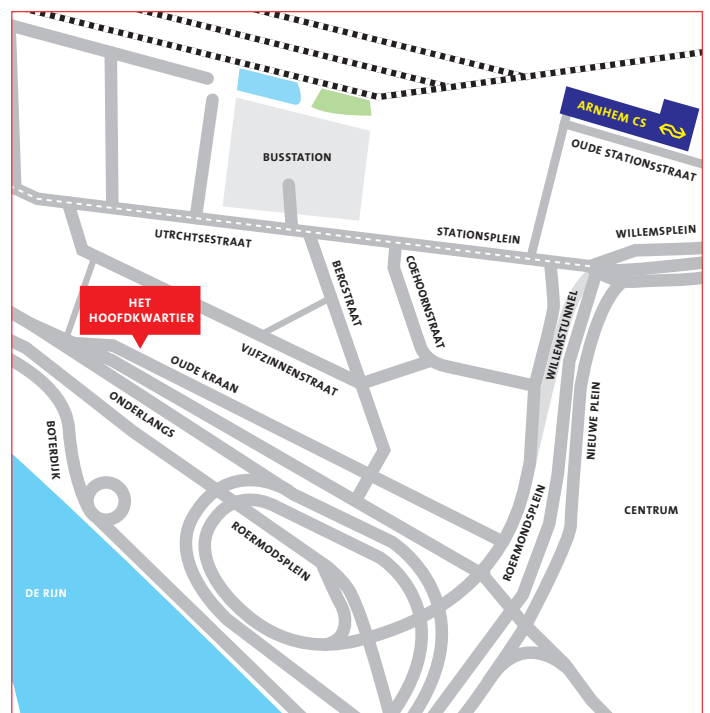 ARNHEM CS
OUDE STATIONSSTRAAT
BUSSTATION
UTRCHTSESTRAAT
STATIONSPLEIN
WILLEMSPLEIN
BERGSTRAAT
COEHOORNSTRAAT
WILLEMSTUNNEL
HET
HOOFDKWARTIER
VIJFZINNENSTRAAT
OUDE KRAAN
ONDERLANGS
NIEUWE PLEIN
BOTERDIJK
CENTRUM
ROERMONDSPLEIN
ROERMODSPLEIN
DE RIJN